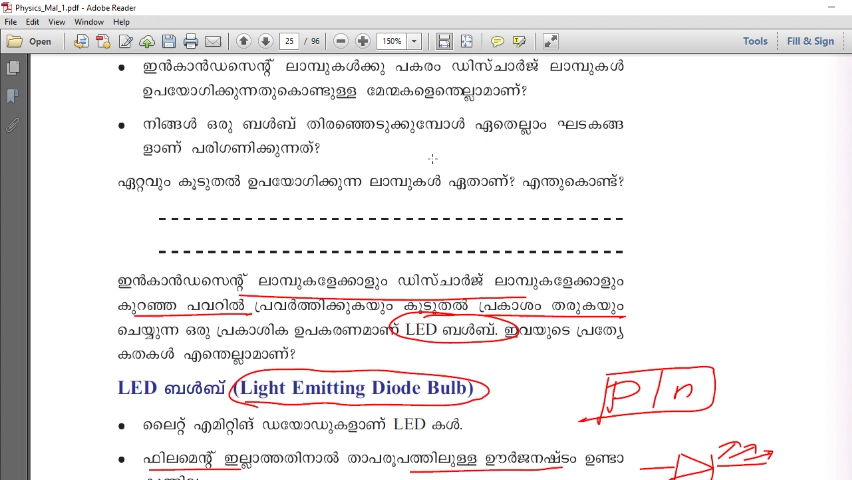 Physics_Mal_1.pdf - Adobe Reader
File Edit View Window Help
Open 25 / 96 150% Tools Fill & Sign
• ഇൻകാൻഡസെന്റ് ലാമ്പുകൾക്കു പകരം ഡിസ്ചാർജ് ലാമ്പുകൾ
ഉപയോഗിക്കുന്നതുകൊണ്ടുള്ള മേന്മകളെന്തെല്ലാമാണ്?
• നിങ്ങൾ ഒരു ബൾബ് തിരഞ്ഞെടുക്കുമ്പോൾ ഏതെല്ലാം ഘടകങ്ങ
ളാണ് പരിഗണിക്കുന്നത്?
ഏറ്റവും കൂടുതൽ ഉപയോഗിക്കുന്ന ലാമ്പുകൾ ഏതാണ്? എന്തുകൊണ്ട്?
ഇൻകാൻഡസെന്റ് ലാമ്പുകളേക്കാളും ഡിസ്ചാർജ് ലാമ്പുകളേക്കാളും
കുറഞ്ഞ പവറിൽ പ്രവർത്തിക്കുകയും കൂടുതൽ പ്രകാശം തരുകയും
ചെയ്യുന്ന ഒരു പ്രകാശിക ഉപകരണമാണ് LED ബൾബ്. ഇവയുടെ പ്രത്യേ
കതകൾ എന്തെല്ലാമാണ്?
LED ബൾബ് (Light Emitting Diode Bulb)
p n
• ലൈറ്റ് എമിറ്റിങ് ഡയോഡുകളാണ് LED കൾ.
• ഫിലമെന്റ് ഇല്ലാത്തതിനാൽ താപരൂപത്തിലുള്ള ഊർജനഷ്ടം ഉണ്ടാ